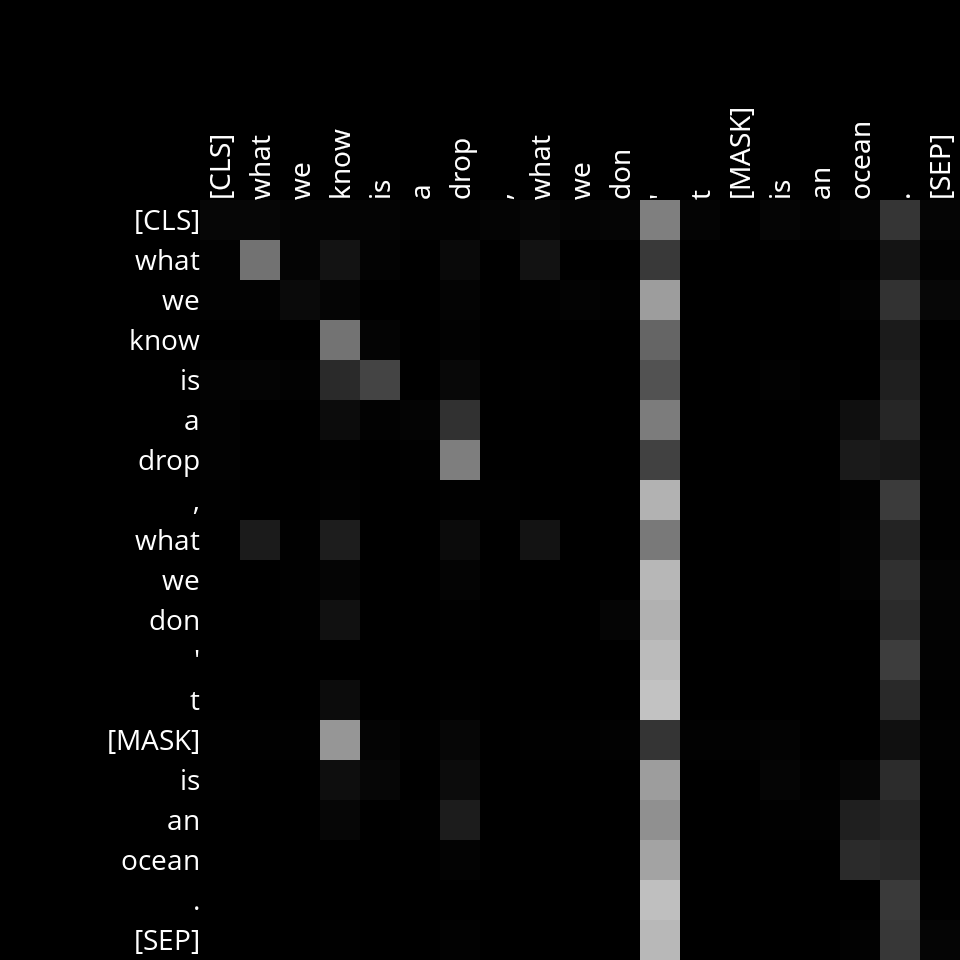 [CLS] what we know is a drop , what we don ' t [MASK] is an ocean . [SEP]
[CLS]
what
we
know
is
a
drop
,
what
we
don
'
t
[MASK]
is
an
ocean
.
[SEP]